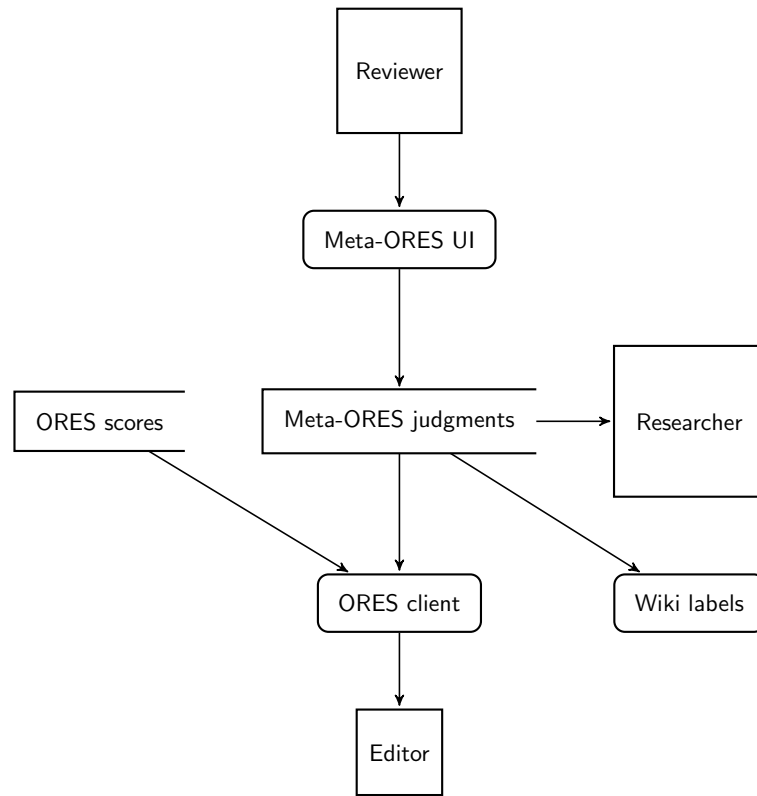 Reviewer
Meta-ORES UI
ORES scores
Meta-ORES judgments
Researcher
ORES client
Wiki labels
Editor